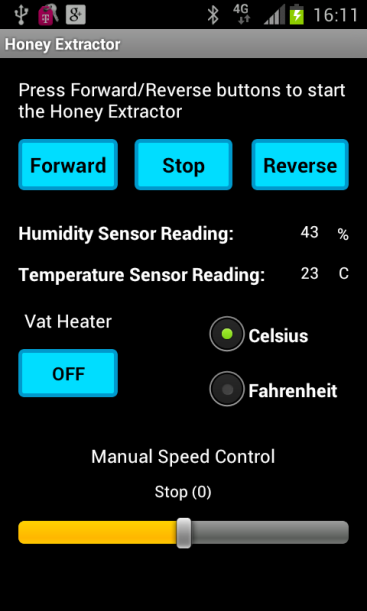 4G 16:11
Honey Extractor
Press Forward/Reverse buttons to start
the Honey Extractor
Forward Stop Reverse
Humidity Sensor Reading: 43 %
Temperature Sensor Reading: 23 C
Vat Heater
Celsius
OFF
Fahrenheit
Manual Speed Control
Stop (0)